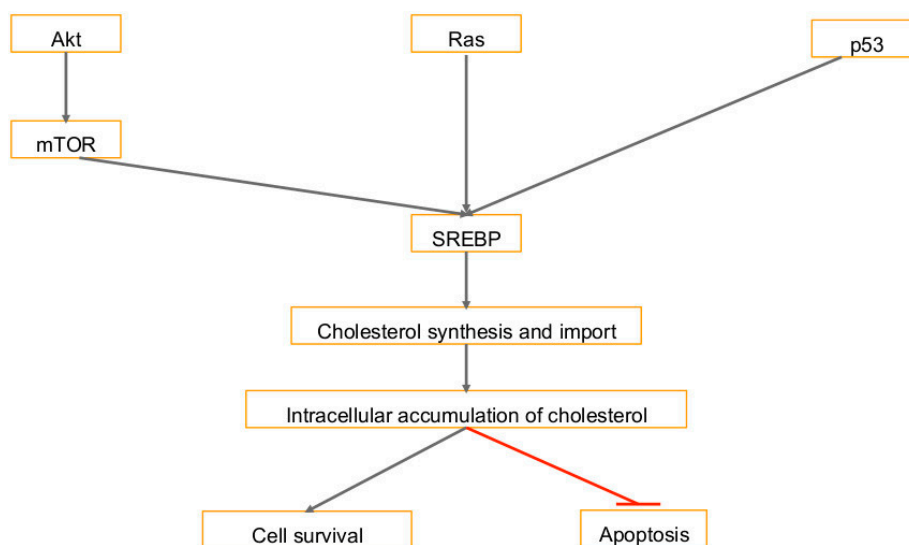 Akt
Ras
p53
mTOR
SREBP
Cholesterol synthesis and import
Intracellular accumulation of cholesterol
Cell survival
Apoptosis